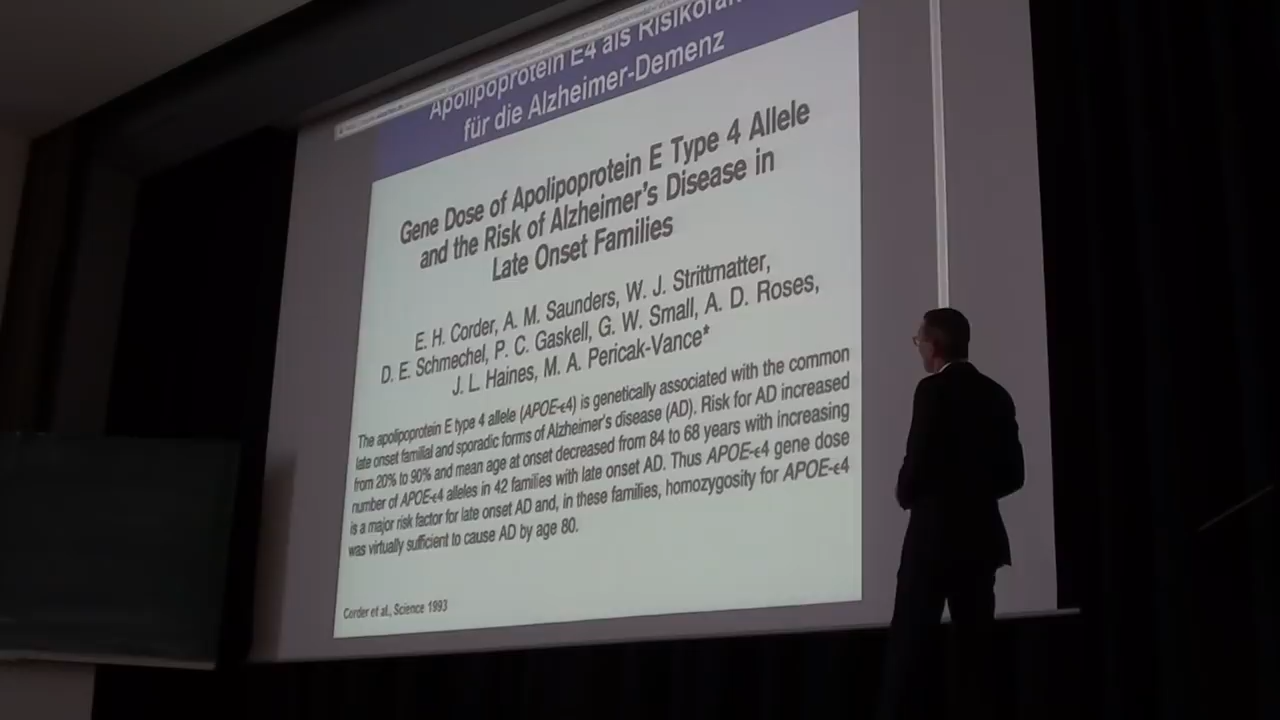 Apolipoprotein E4 als
für die Alzheimer-Demenz
Gene Dose of Apolipoprotein E Type 4 Allele
and the Risk of Alzheimer's Disease in
Late Onset Families
E. H. Corder, A. M. Saunders, W. J. Strittmatter,
D. E. Schmechel, P. C. Gaskell, G. W. Small, A. D. Roses,
J. L. Haines, M. A. Pericak-Vance*
The apolipoprotein E type 4 allele (APOE-ϵ4) is genetically associated with the common
late onset familial and sporadic forms of Alzheimer's disease (AD). Risk for AD increased
from 20% to 90% and mean age at onset decreased from 84 to 68 years with increasing
number of APOE-ϵ4 alleles in 42 families with late onset AD. Thus APOE-ϵ4 gene dose
is a major risk factor for late onset AD and, in these families, homozygosity for APOE-ϵ4
was virtually sufficient to cause AD by age 80.
Corder et al., Science 1993